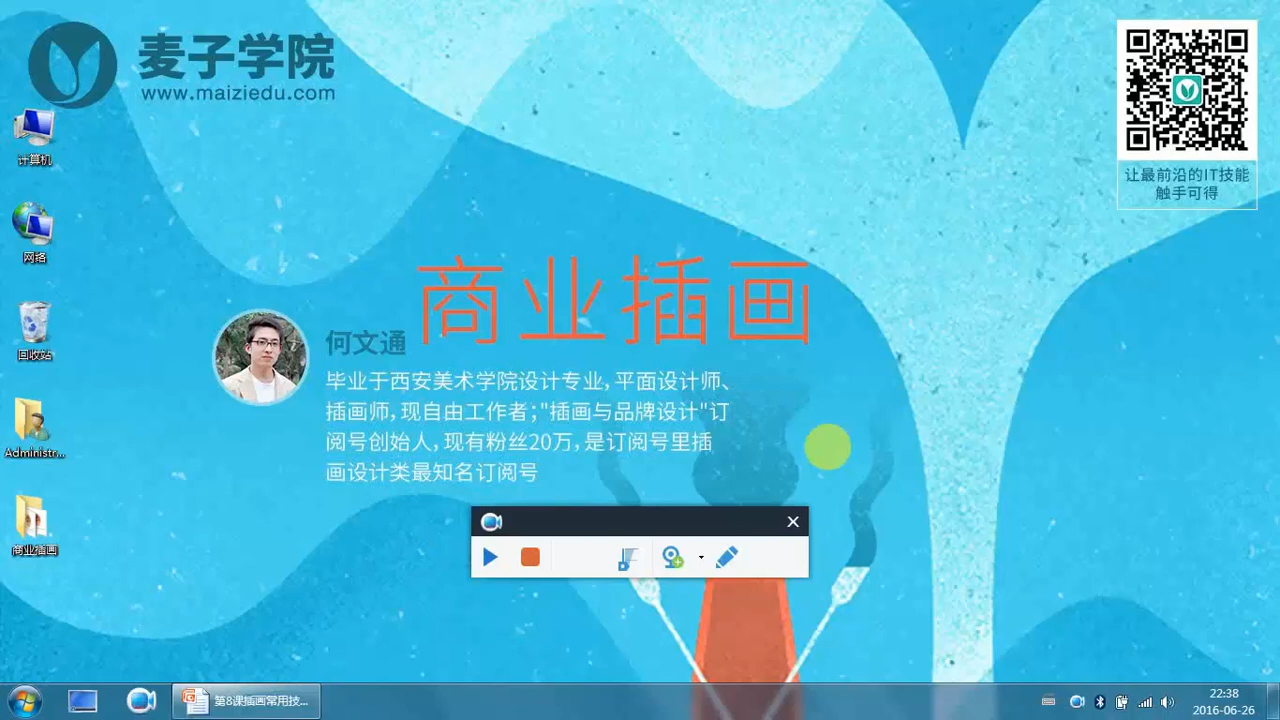 麦子学院
www.maiziedu.com
让最前沿的IT技能
触手可得
计算机
网络
回收站
Administr...
商业插画
商业插画
何文通
毕业于西安美术学院设计专业，平面设计师、
插画师，现自由工作者；"插画与品牌设计"订
阅号创始人，现有粉丝20万，是订阅号里插
画设计类最知名订阅号
第8课插画常用技...
22:38
2016-06-26